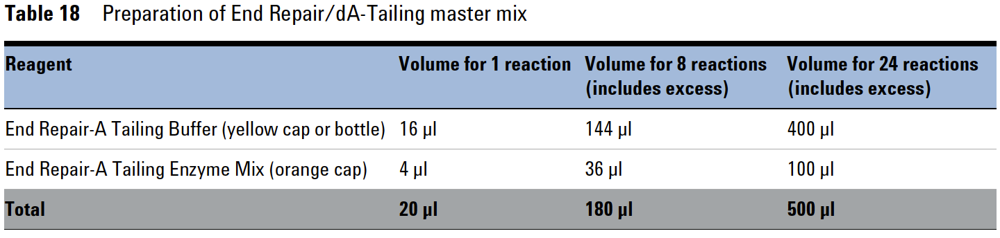 Table 18 Preparation of End Repair/dA-Tailing master mix
Reagent Volume for 1 reaction Volume for 8 reactions (includes excess) Volume for 24 reactions (includes excess)
End Repair-A Tailing Buffer (yellow cap or bottle) 16 µl 144 µl 400 µl
End Repair-A Tailing Enzyme Mix (orange cap) 4 µl 36 µl 100 µl
Total 20 µl 180 µl 500 µl